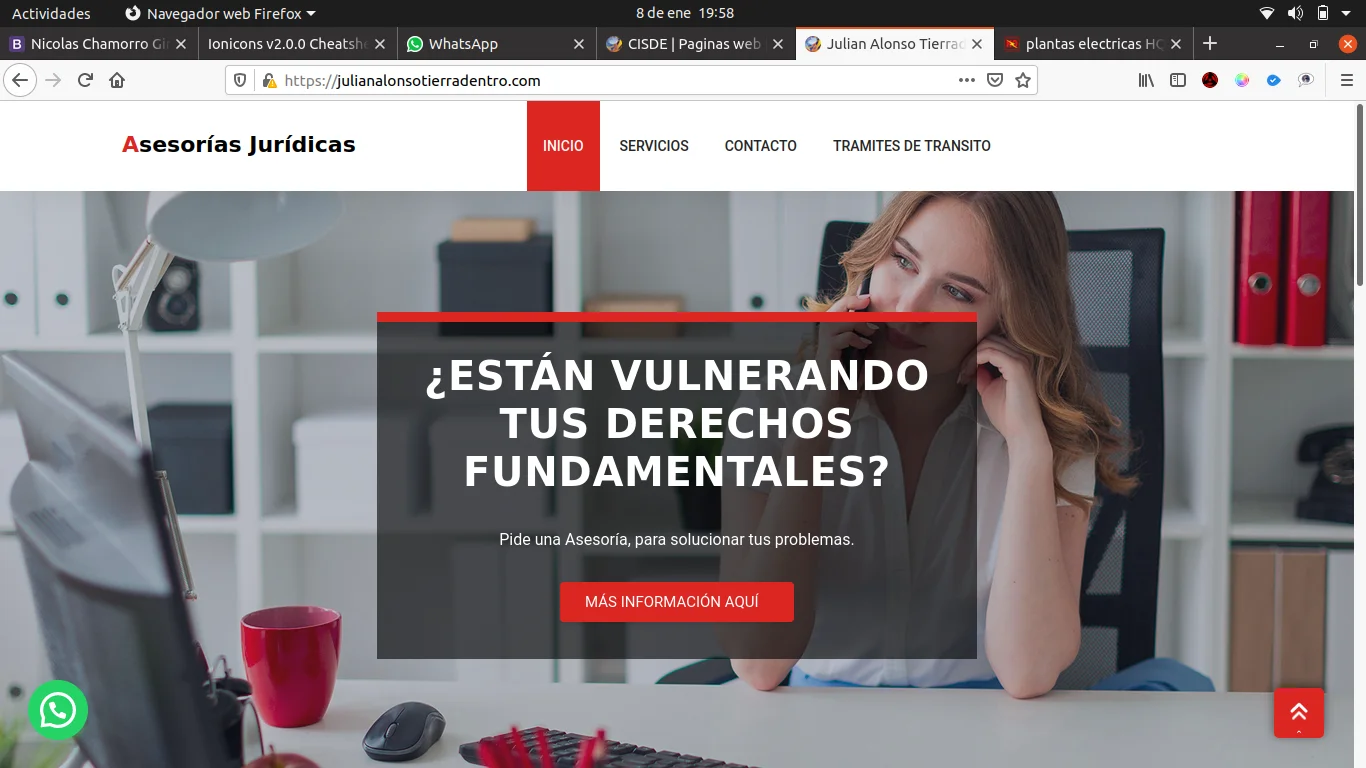 Actividades
Navegador web Firefox
8 de ene 19:58
Nicolas Chamorro Gi
Ionicons v2.0.0 Cheatshe
WhatsApp
CISDE | Paginas web
Julian Alonso Tierrad
plantas electricas HQ
https://julianalonsotierradentro.com
Asesorías Jurídicas
INICIO
SERVICIOS
CONTACTO
TRAMITES DE TRANSITO
¿ESTÁN VULNERANDO
TUS DERECHOS
FUNDAMENTALES?
Pide una Asesoría, para solucionar tus problemas.
MÁS INFORMACIÓN AQUÍ